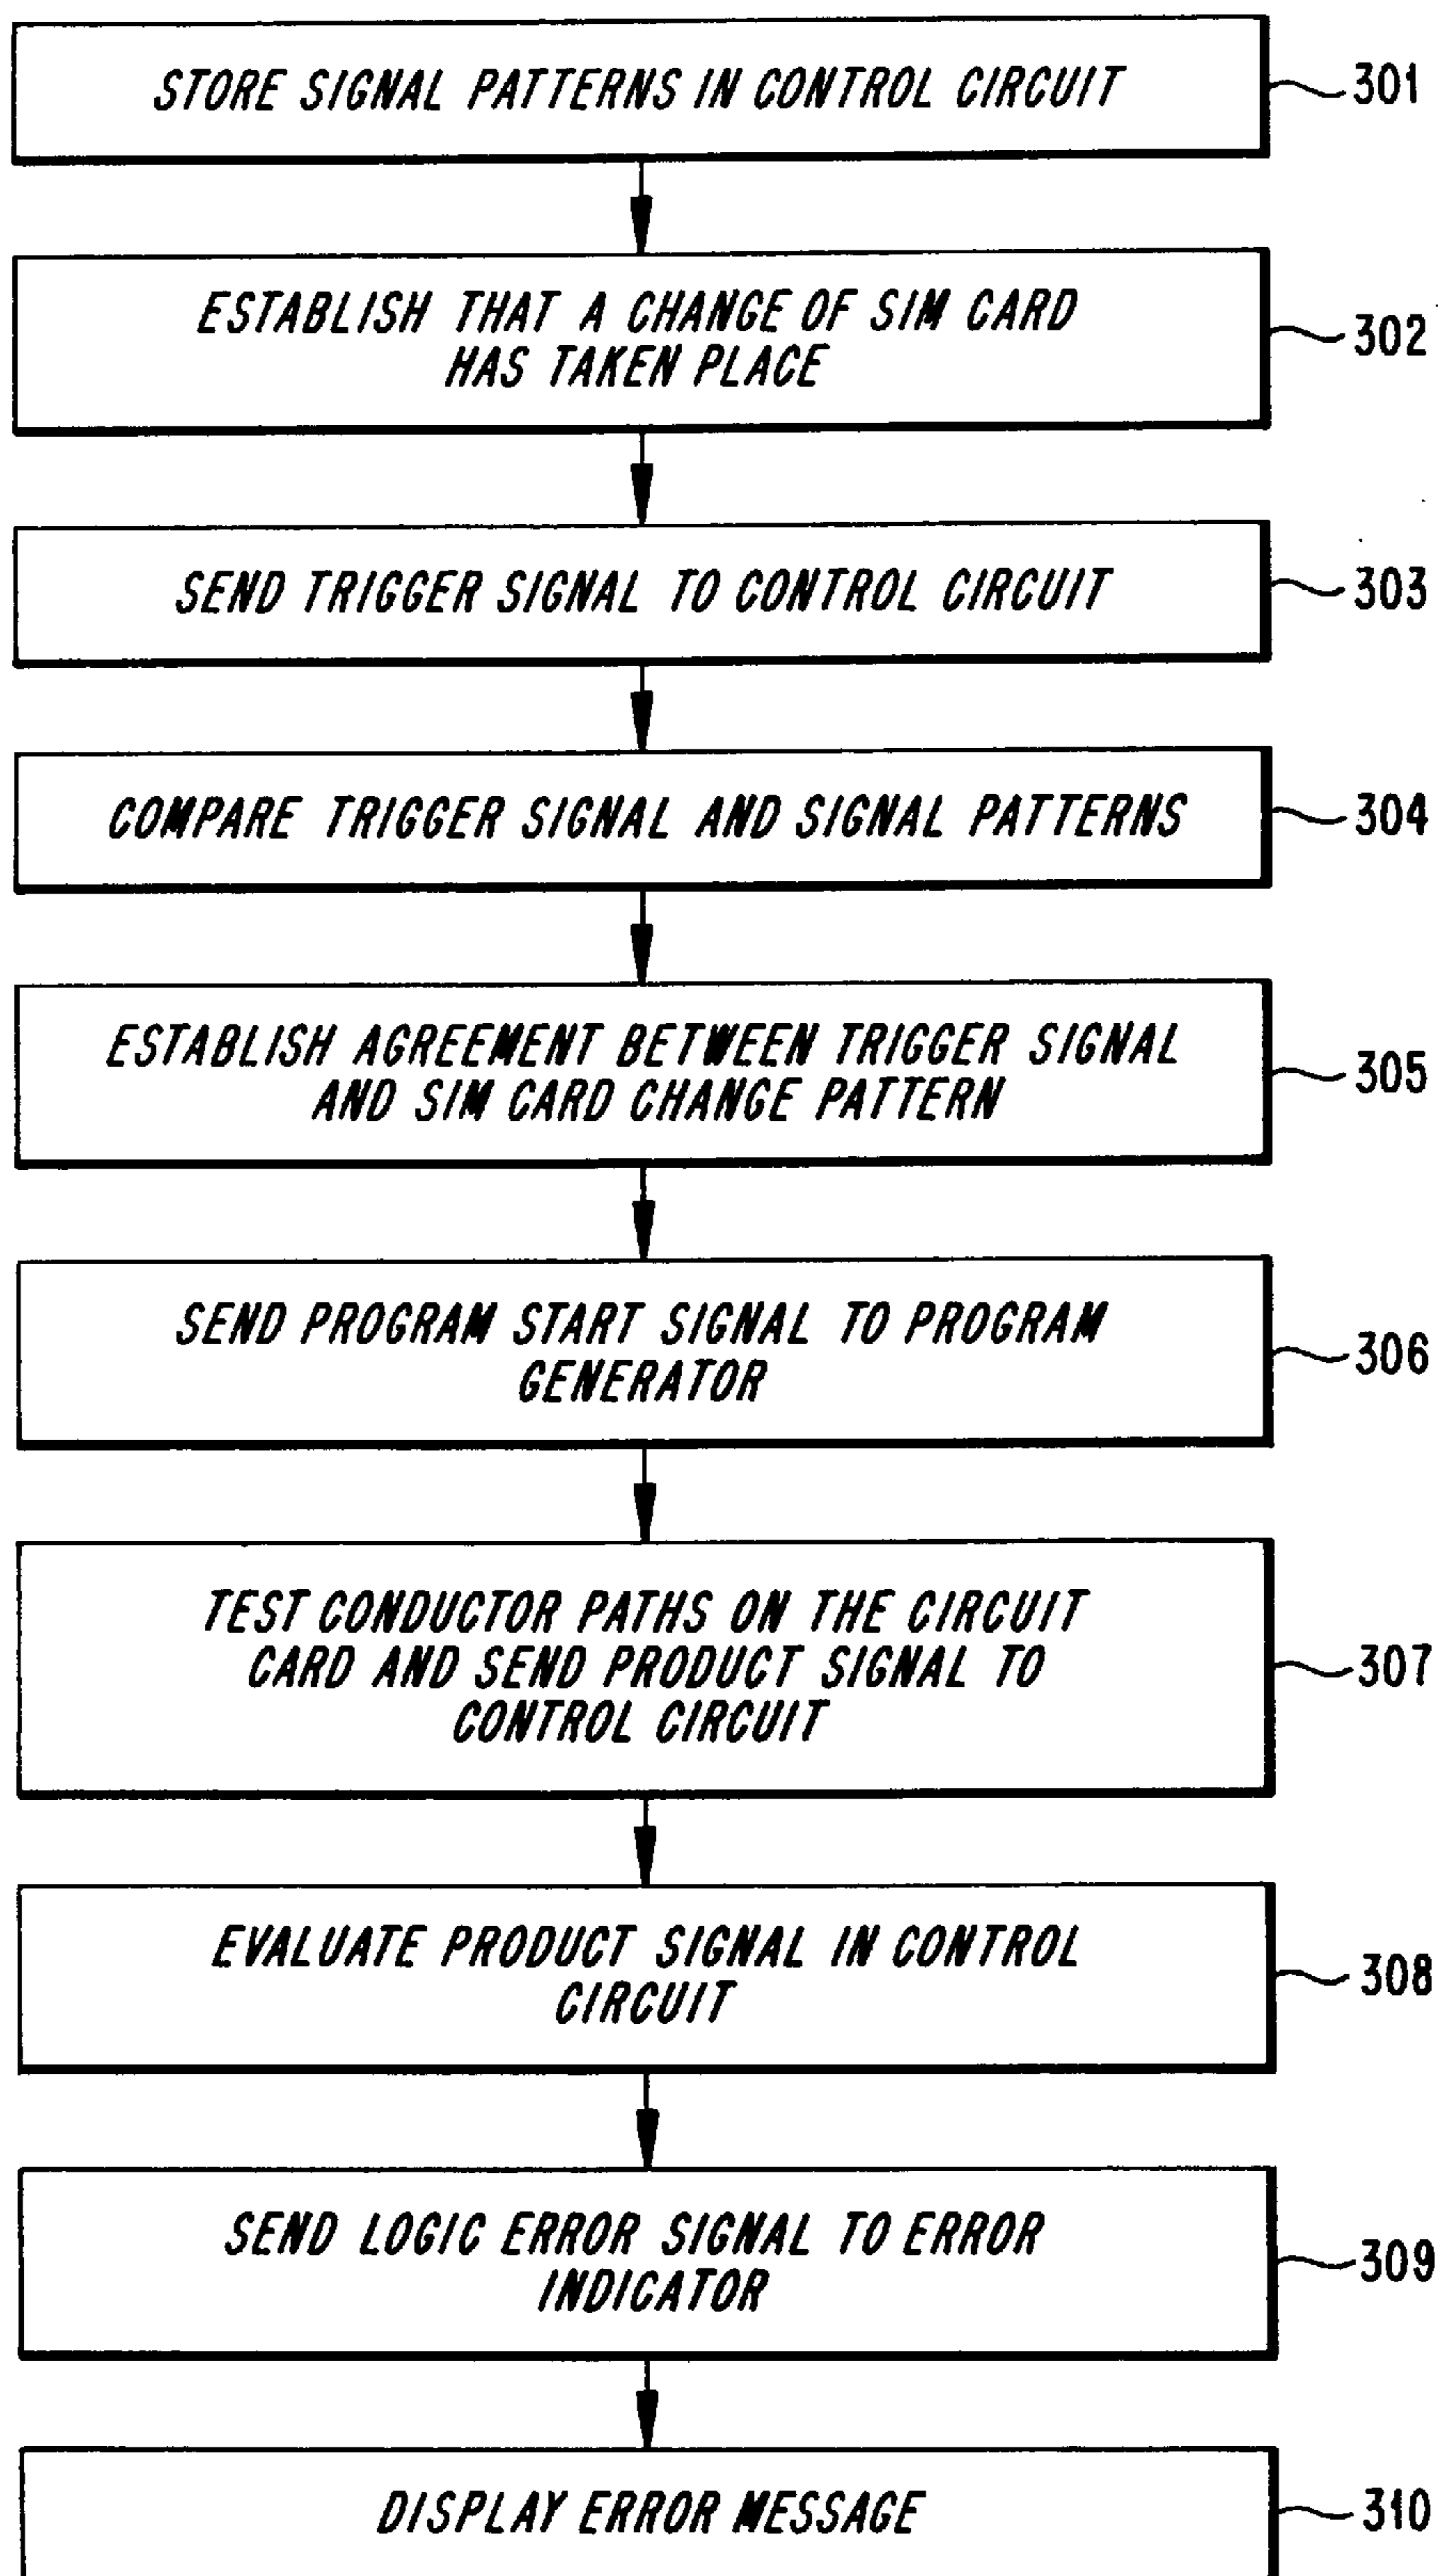 STORE SIGNAL PATTERNS IN CONTROL CIRCUIT
301
ESTABLISH THAT A CHANGE OF SIM CARD
HAS TAKEN PLACE
302
SEND TRIGGER SIGNAL TO CONTROL CIRCUIT
303
COMPARE TRIGGER SIGNAL AND SIGNAL PATTERNS
304
ESTABLISH AGREEMENT BETWEEN TRIGGER SIGNAL
AND SIM CARD CHANGE PATTERN
305
SEND PROGRAM START SIGNAL TO PROGRAM
GENERATOR
306
TEST CONDUCTOR PATHS ON THE CIRCUIT
CARD AND SEND PRODUCT SIGNAL TO
CONTROL CIRCUIT
307
EVALUATE PRODUCT SIGNAL IN CONTROL
CIRCUIT
308
SEND LOGIC ERROR SIGNAL TO ERROR
INDICATOR
309
DISPLAY ERROR MESSAGE
310